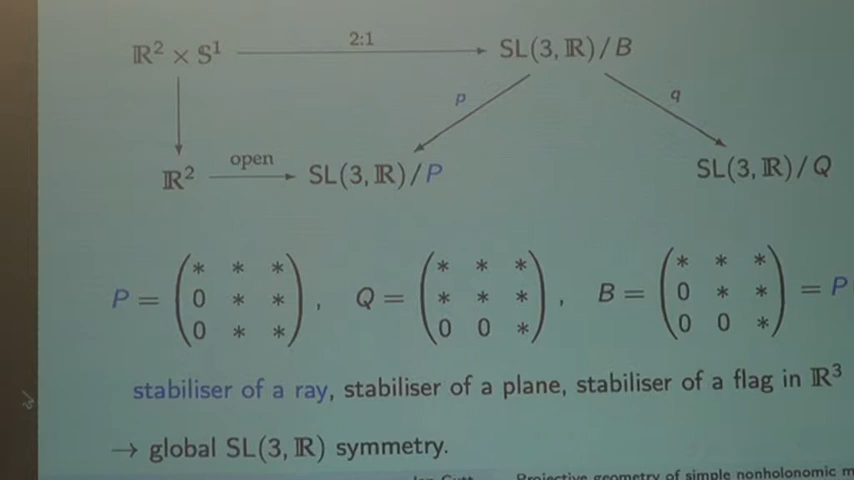 ℝ² × S¹ 2:1 SL(3, ℝ)/B
p q
ℝ² open SL(3, ℝ)/P SL(3, ℝ)/Q
P = (* * * ; 0 * * ; 0 * *), Q = (* * * ; * * * ; 0 0 *), B = (* * * ; 0 * * ; 0 0 *) = P
stabiliser of a ray, stabiliser of a plane, stabiliser of a flag in ℝ³
→ global SL(3, ℝ) symmetry.
Projective geometry of simple nonholonomic